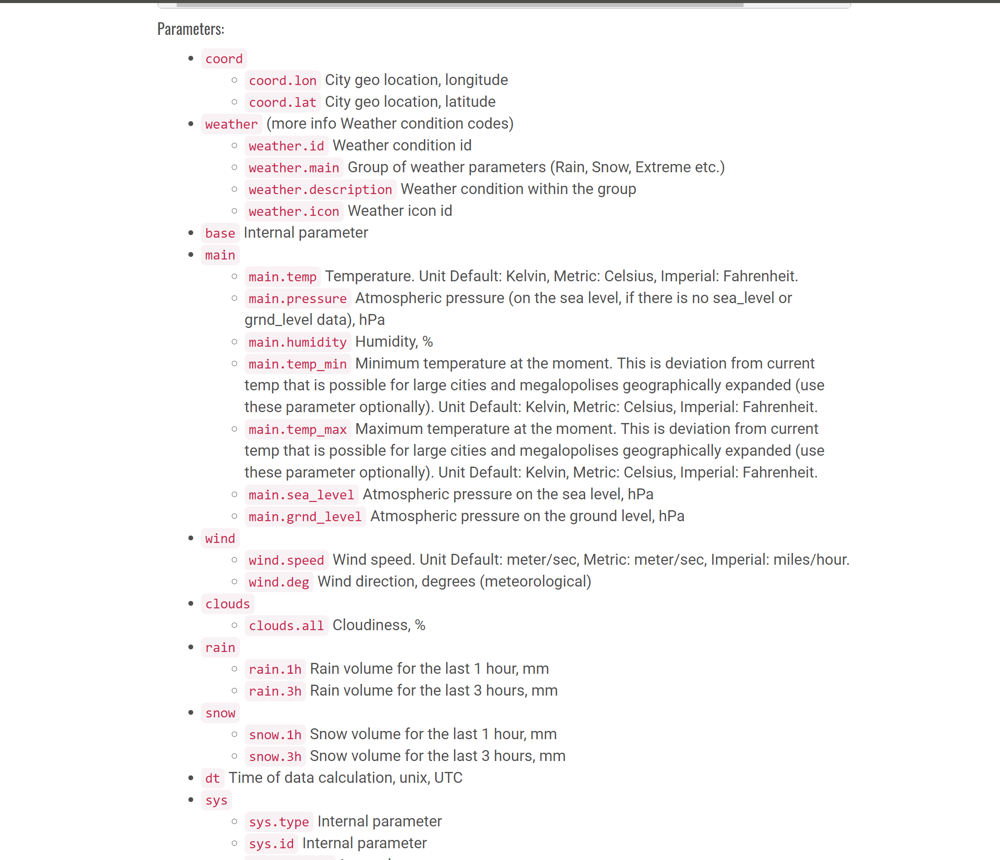 Parameters:
coord
coord.lon City geo location, longitude
coord.lat City geo location, latitude
weather (more info Weather condition codes)
weather.id Weather condition id
weather.main Group of weather parameters (Rain, Snow, Extreme etc.)
weather.description Weather condition within the group
weather.icon Weather icon id
base Internal parameter
main
main.temp Temperature. Unit Default: Kelvin, Metric: Celsius, Imperial: Fahrenheit.
main.pressure Atmospheric pressure (on the sea level, if there is no sea_level or
grnd_level data), hPa
main.humidity Humidity, %
main.temp_min Minimum temperature at the moment. This is deviation from current
temp that is possible for large cities and megalopolises geographically expanded (use
these parameter optionally). Unit Default: Kelvin, Metric: Celsius, Imperial: Fahrenheit.
main.temp_max Maximum temperature at the moment. This is deviation from current
temp that is possible for large cities and megalopolises geographically expanded (use
these parameter optionally). Unit Default: Kelvin, Metric: Celsius, Imperial: Fahrenheit.
main.sea_level Atmospheric pressure on the sea level, hPa
main.grnd_level Atmospheric pressure on the ground level, hPa
wind
wind.speed Wind speed. Unit Default: meter/sec, Metric: meter/sec, Imperial: miles/hour.
wind.deg Wind direction, degrees (meteorological)
clouds
clouds.all Cloudiness, %
rain
rain.1h Rain volume for the last 1 hour, mm
rain.3h Rain volume for the last 3 hours, mm
snow
snow.1h Snow volume for the last 1 hour, mm
snow.3h Snow volume for the last 3 hours, mm
dt Time of data calculation, unix, UTC
sys
sys.type Internal parameter
sys.id Internal parameter